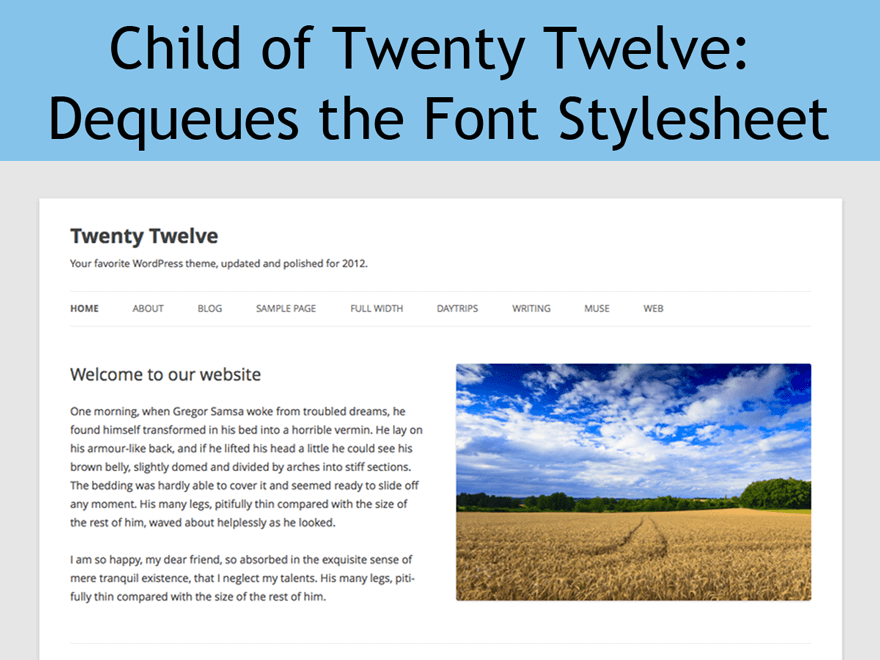 Child of Twenty Twelve:
Dequeues the Font Stylesheet
Twenty Twelve
Your favorite WordPress theme, updated and polished for 2012.
HOME ABOUT BLOG SAMPLE PAGE FULL WIDTH DAYTRIPS WRITING MUSE WEB
Welcome to our website
One morning, when Gregor Samsa woke from troubled dreams, he
found himself transformed in his bed into a horrible vermin. He lay on
his armour-like back, and if he lifted his head a little he could see his
brown belly, slightly domed and divided by arches into stiff sections.
The bedding was hardly able to cover it and seemed ready to slide off
any moment. His many legs, pitifully thin compared with the size of
the rest of him, waved about helplessly as he looked.
I am so happy, my dear friend, so absorbed in the exquisite sense of
mere tranquil existence, that I neglect my talents. His many legs, piti-
fully thin compared with the size of the rest of him.